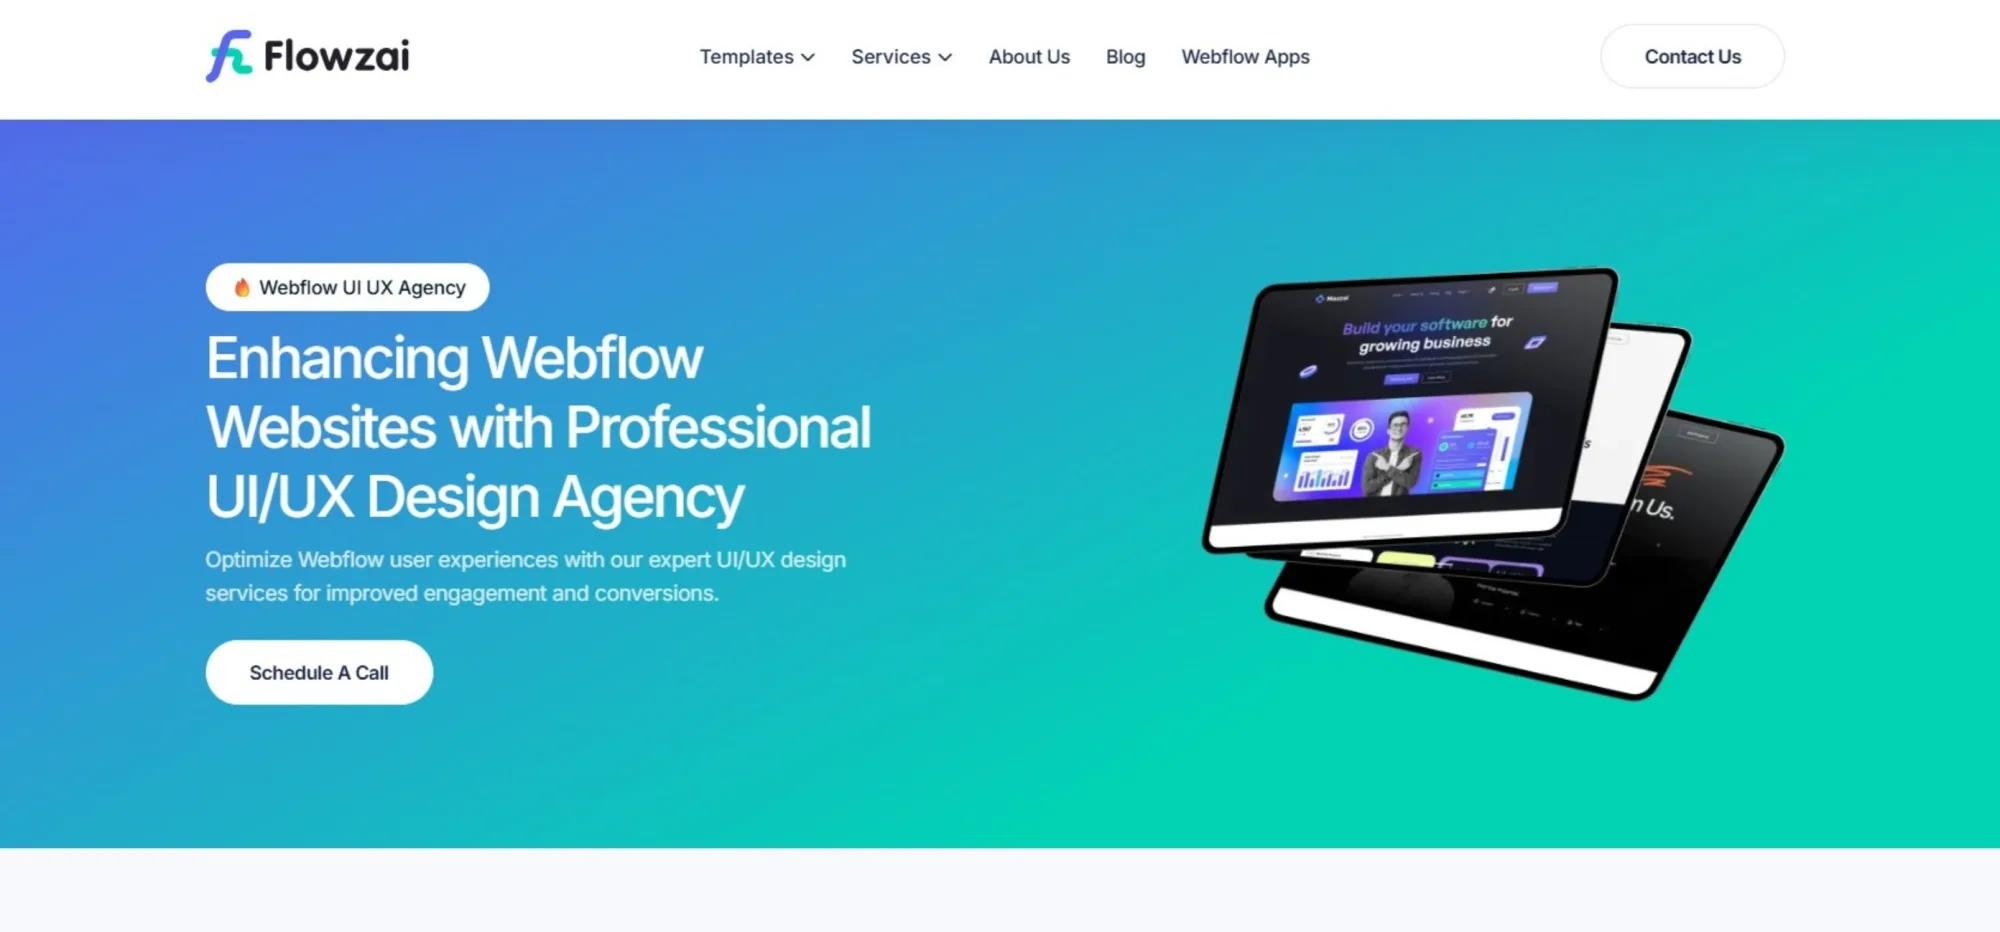 Flowzai
Templates
Services
About Us
Blog
Webflow Apps
Contact Us
🔥 Webflow UI UX Agency
Enhancing Webflow
Websites with Professional
UI/UX Design Agency
Optimize Webflow user experiences with our expert UI/UX design
services for improved engagement and conversions.
Schedule A Call
Build your software for
growing business
n Us.